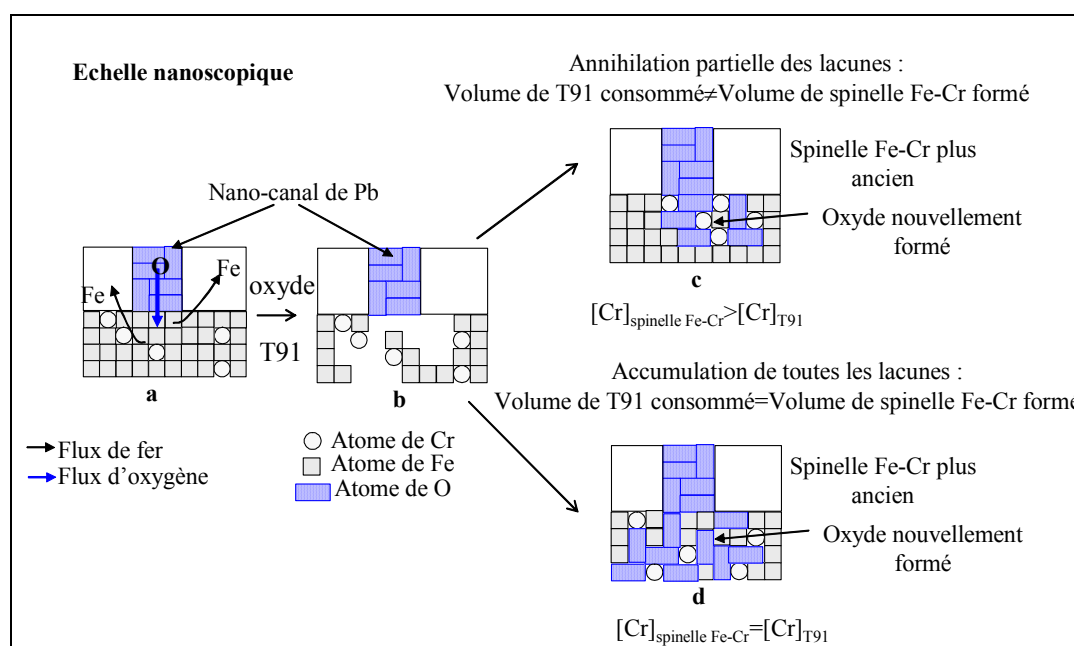 Echelle nanoscopique
Annihilation partielle des lacunes :
Volume de T91 consommé≠Volume de spinelle Fe-Cr formé
Nano-canal de Pb
Spinelle Fe-Cr plus
ancien
Oxyde nouvellement
formé
O
Fe
Fe
oxyde
T91
a
b
c
[Cr]spinelle Fe-Cr>[Cr]T91
Accumulation de toutes les lacunes :
Volume de T91 consommé=Volume de spinelle Fe-Cr formé
Flux de fer
Flux d'oxygène
Atome de Cr
Atome de Fe
Atome de O
Spinelle Fe-Cr plus
ancien
Oxyde nouvellement
formé
d
[Cr]spinelle Fe-Cr=[Cr]T91